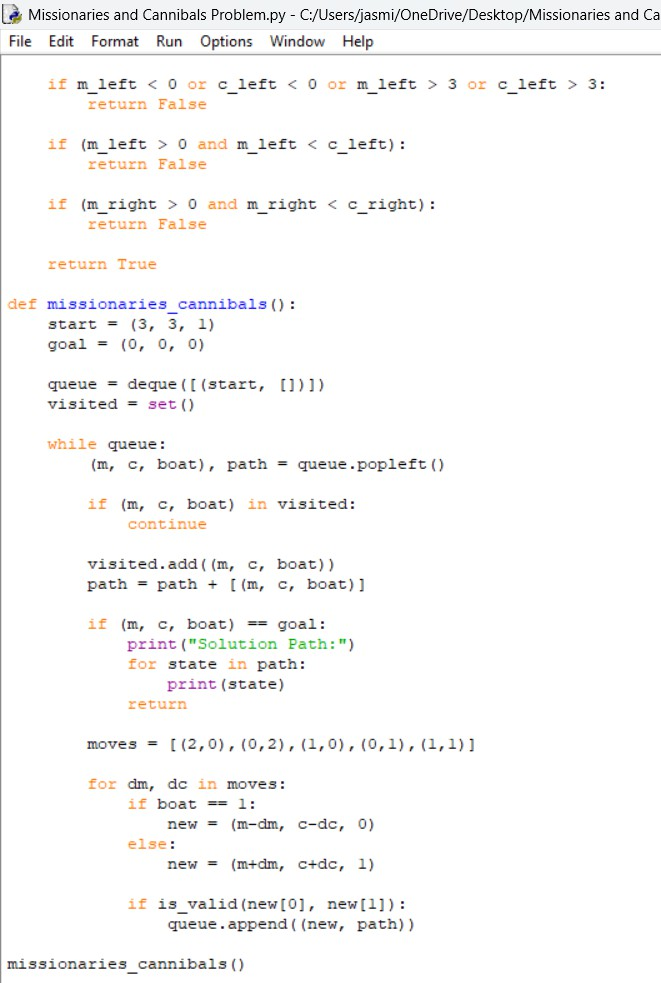 Missionaries and Cannibals Problem.py - C:/Users/jasmi/OneDrive/Desktop/Missionaries and Ca
File Edit Format Run Options Window Help
    if m_left < 0 or c_left < 0 or m_left > 3 or c_left > 3:
        return False

    if (m_left > 0 and m_left < c_left):
        return False

    if (m_right > 0 and m_right < c_right):
        return False

    return True

def missionaries_cannibals():
    start = (3, 3, 1)
    goal = (0, 0, 0)

    queue = deque([(start, [])])
    visited = set()

    while queue:
        (m, c, boat), path = queue.popleft()

        if (m, c, boat) in visited:
            continue

        visited.add((m, c, boat))
        path = path + [(m, c, boat)]

        if (m, c, boat) == goal:
            print("Solution Path:")
            for state in path:
                print(state)
            return

        moves = [(2,0),(0,2),(1,0),(0,1),(1,1)]

        for dm, dc in moves:
            if boat == 1:
                new = (m-dm, c-dc, 0)
            else:
                new = (m+dm, c+dc, 1)

            if is_valid(new[0], new[1]):
                queue.append((new, path))

missionaries_cannibals()